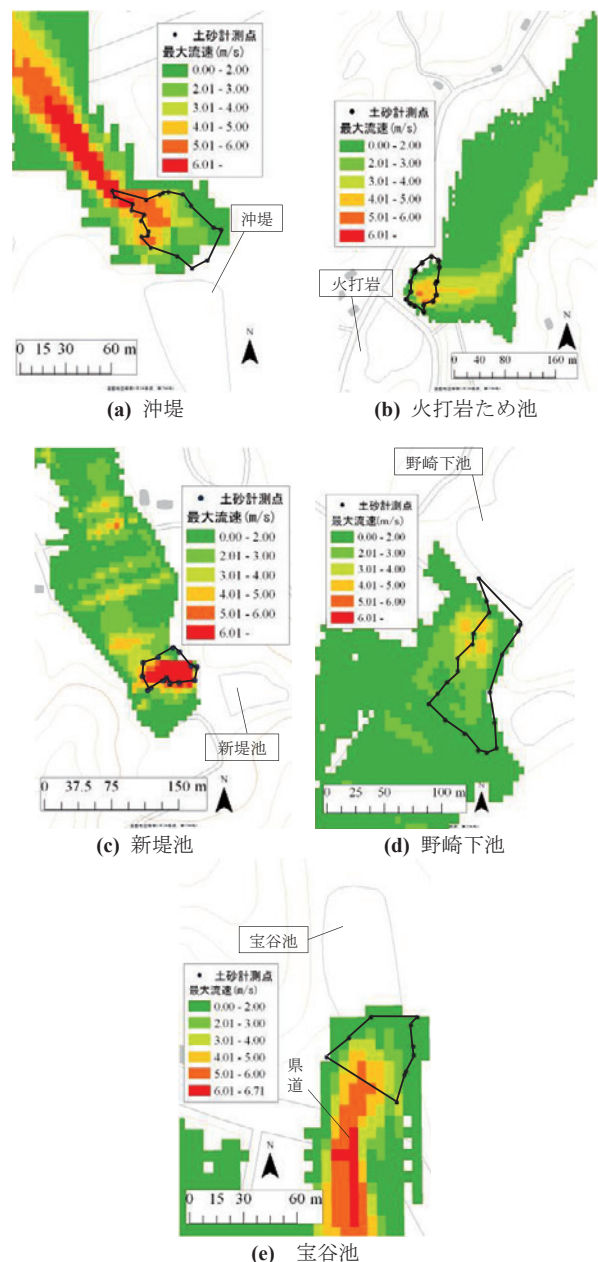 土砂計測点
最大流速(m/s)
0.00 - 2.00
2.01 - 3.00
3.01 - 4.00
4.01 - 5.00
5.01 - 6.00
6.01 -
沖堤
0 15 30 60 m
N
(a) 沖堤
土砂計測点
最大流速(m/s)
0.00 - 2.00
2.01 - 3.00
3.01 - 4.00
4.01 - 5.00
5.01 - 6.00
6.01 -
火打岩
N
0 40 80 160 m
(b) 火打岩ため池
土砂計測点
最大流速(m/s)
0.00 - 2.00
2.01 - 3.00
3.01 - 4.00
4.01 - 5.00
5.01 - 6.00
6.01 -
新堤池
0 37.5 75 150 m
N
(c) 新堤池
野崎下池
土砂計測点
最大流速(m/s)
0.00 - 2.00
2.01 - 3.00
3.01 - 4.00
4.01 - 5.00
5.01 - 6.00
0 25 50 100 m
N
(d) 野崎下池
宝谷池
土砂計測点
最大流速(m/s)
0.00 - 2.00
2.01 - 3.00
3.01 - 4.00
4.01 - 5.00
5.01 - 6.00
6.01 - 6.71
県道
N
0 15 30 60 m
(e) 宝谷池